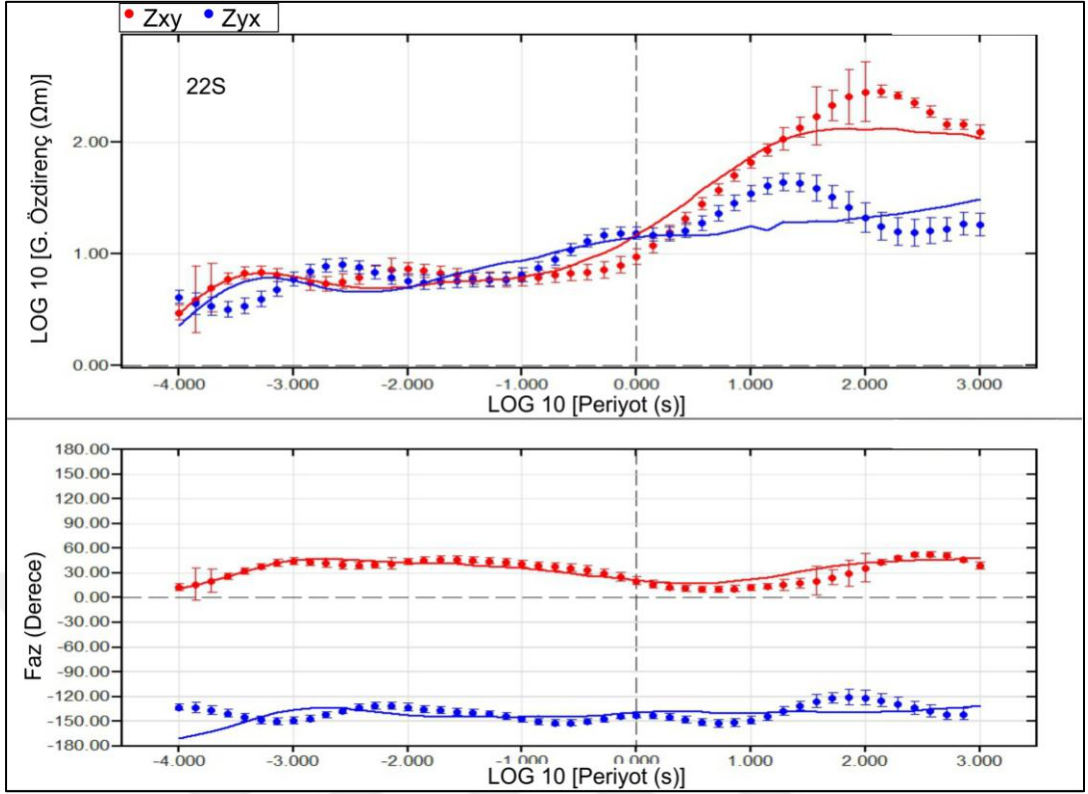 Zxy Zyx
22S
LOG 10 [G. Özdirenç (Ωm)]
2.00
1.00
0.00
-4.000 -3.000 -2.000 -1.000 0.000 1.000 2.000 3.000
LOG 10 [Periyot (s)]
Faz (Derece)
180.00
150.00
120.00
90.00
60.00
30.00
0.00
-30.00
-60.00
-90.00
-120.00
-150.00
-180.00
-4.000 -3.000 -2.000 -1.000 0.000 1.000 2.000 3.000
LOG 10 [Periyot (s)]